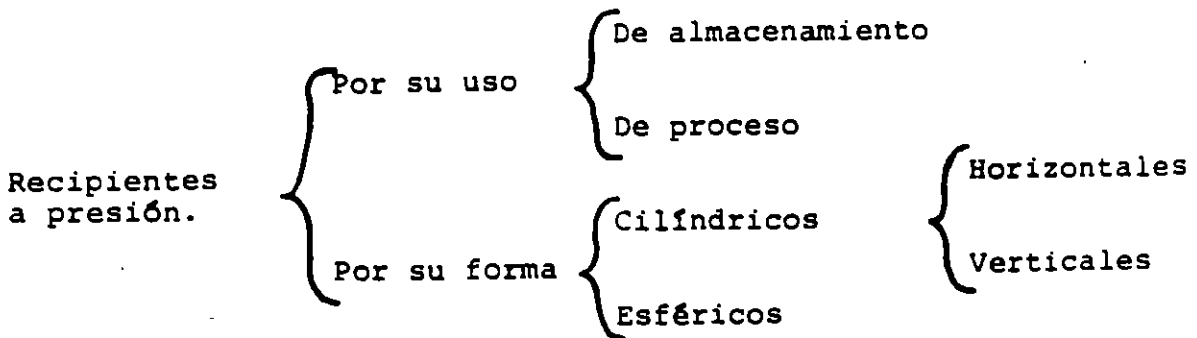 Recipientes
a presión.
Por su uso
De almacenamiento
De proceso
Por su forma
Cilíndricos
Horizontales
Verticales
Esféricos